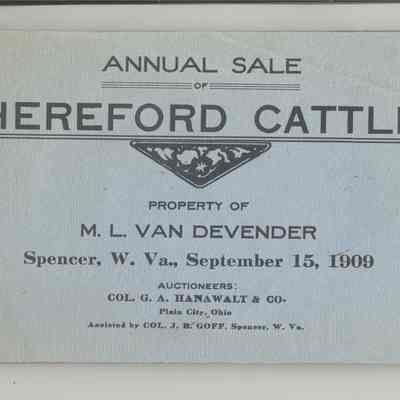 ANNUAL SALE
OF
HEREFORD CATTLE
PROPERTY OF
M. L. VAN DEVENDER
Spencer, W. Va., September 15, 1909
AUCTIONEERS:
COL. G. A. HANAWALT & CO.
Plain City, Ohio
Assisted by COL. J. B. GOFF, Spencer, W. Va.